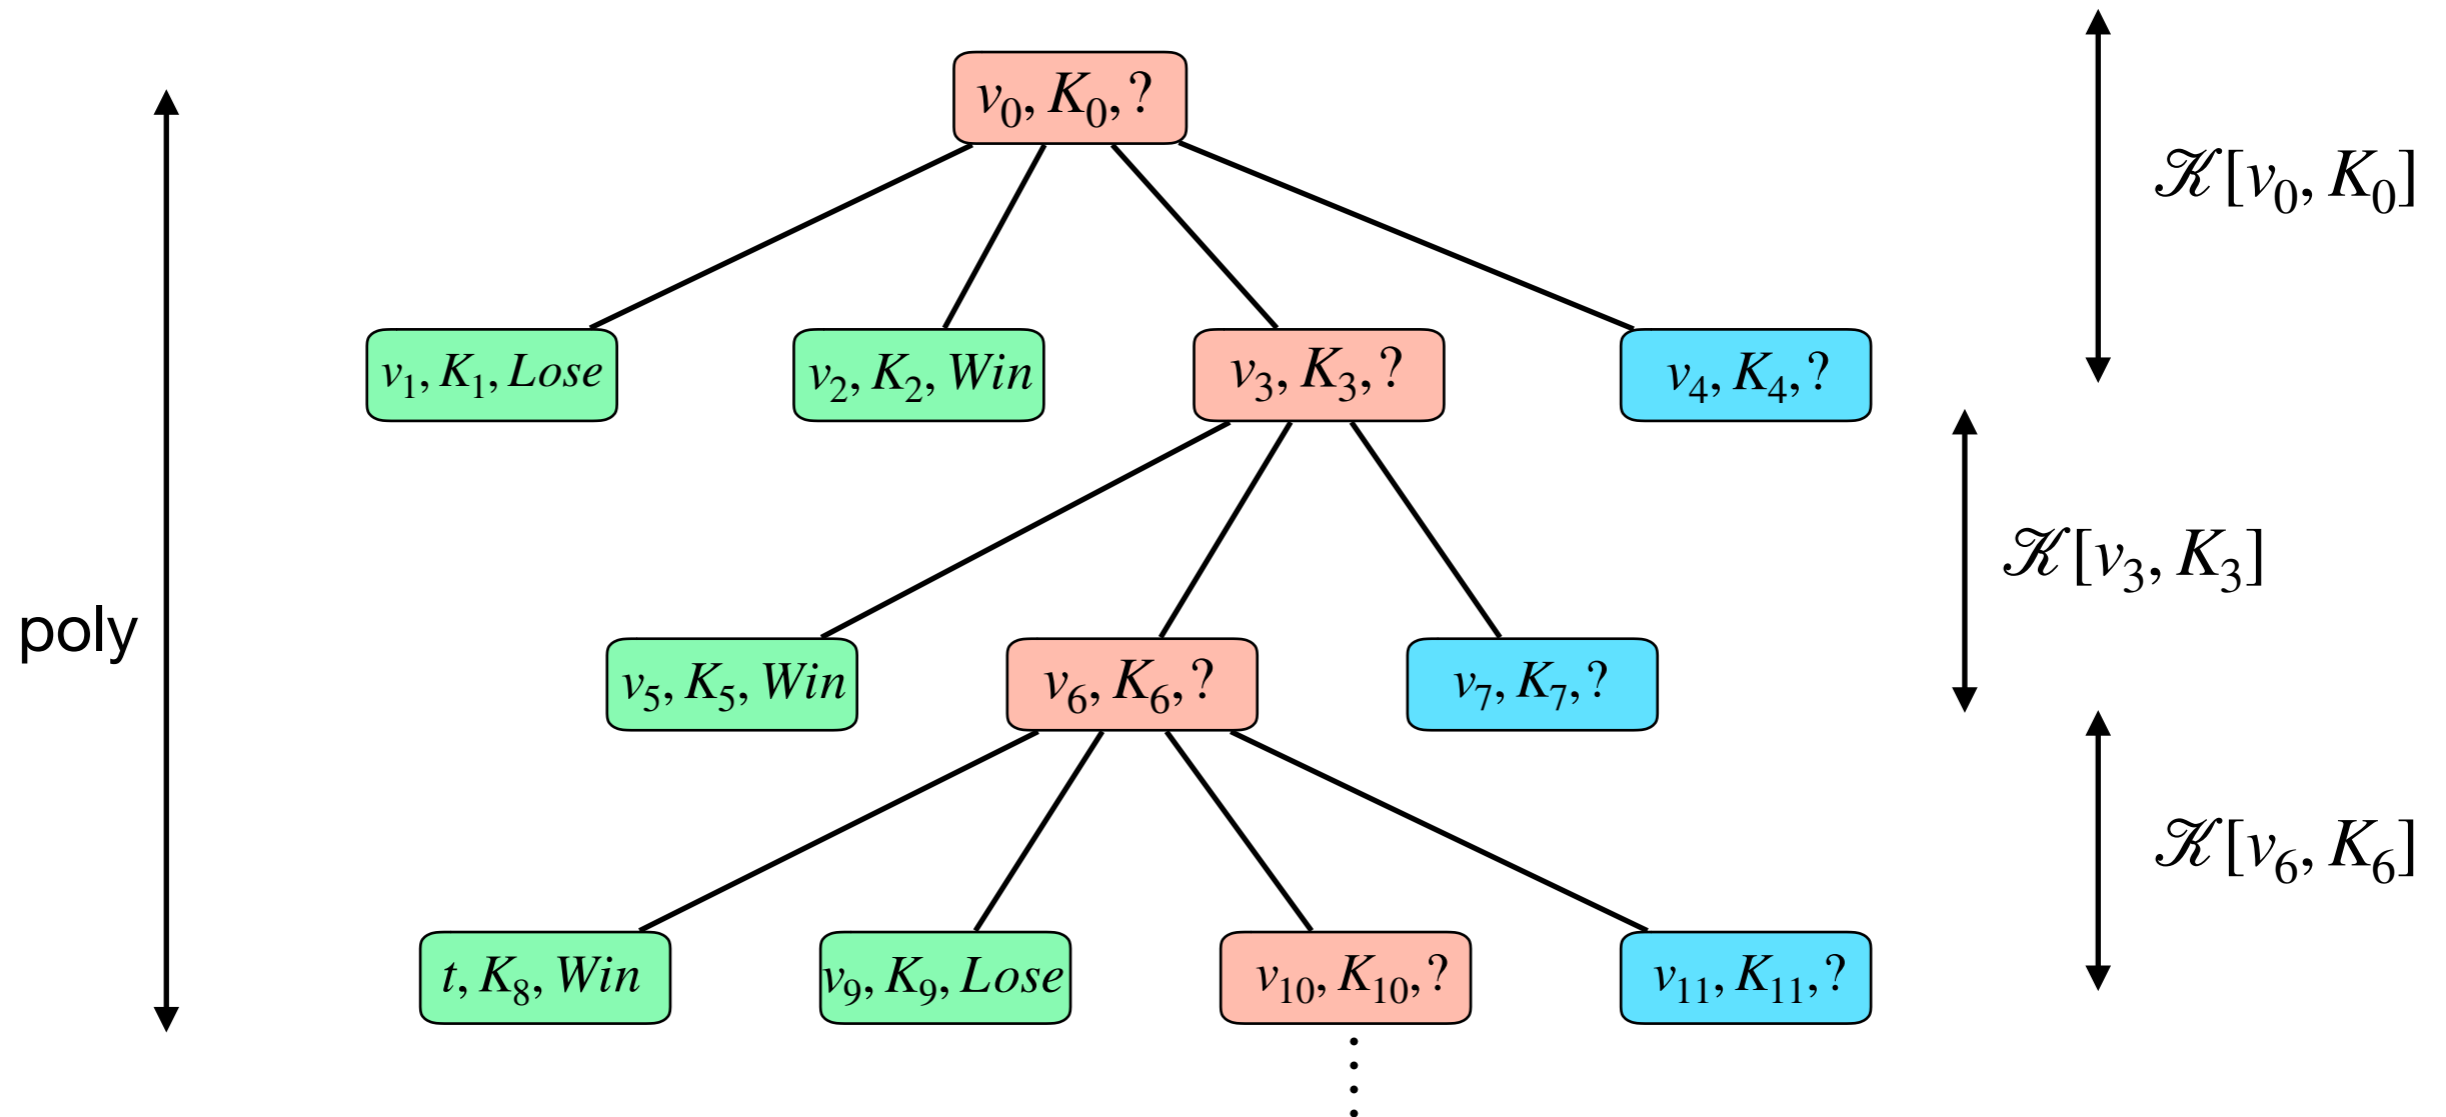 v₀, K₀, ?
𝒦[v₀, K₀]
v₁, K₁, Lose
v₂, K₂, Win
v₃, K₃, ?
v₄, K₄, ?
𝒦[v₃, K₃]
poly
v₅, K₅, Win
v₆, K₆, ?
v₇, K₇, ?
𝒦[v₆, K₆]
t, K₈, Win
v₉, K₉, Lose
v₁₀, K₁₀, ?
v₁₁, K₁₁, ?